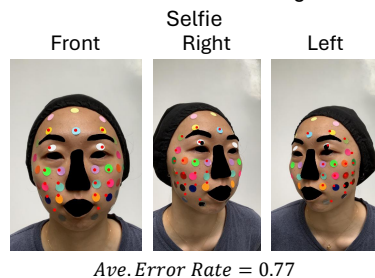 Selfie
Front Right Left
Ave. Error Rate = 0.77